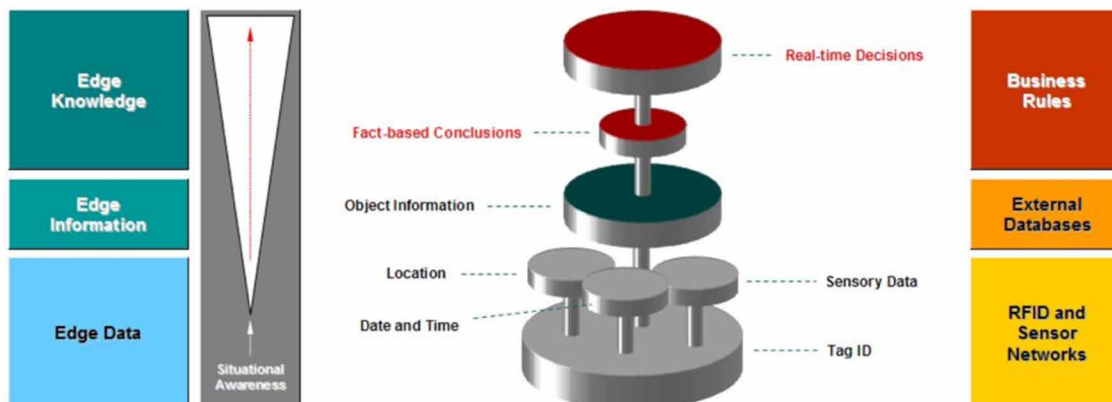 Edge
Knowledge
Edge
Information
Edge Data
Situational
Awareness
Real-time Decisions
Fact-based Conclusions
Object Information
Location
Sensory Data
Date and Time
Tag ID
Business
Rules
External
Databases
RFID and
Sensor
Networks